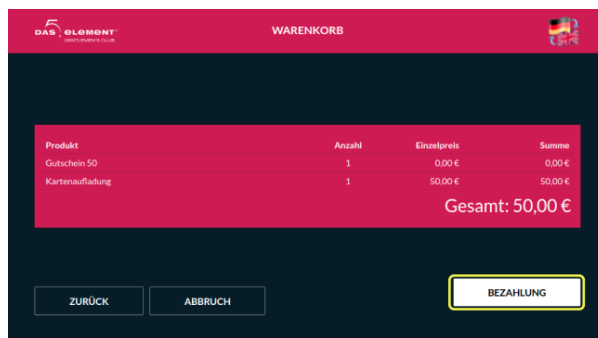 DAS 5. eLeMeNT
GENTLEMEN'S CLUB
WARENKORB
Produkt Anzahl Einzelpreis Summe
Gutschein 50 1 0,00 € 0,00 €
Kartenaufladung 1 50,00 € 50,00 €
Gesamt: 50,00 €
ZURÜCK ABBRUCH BEZAHLUNG